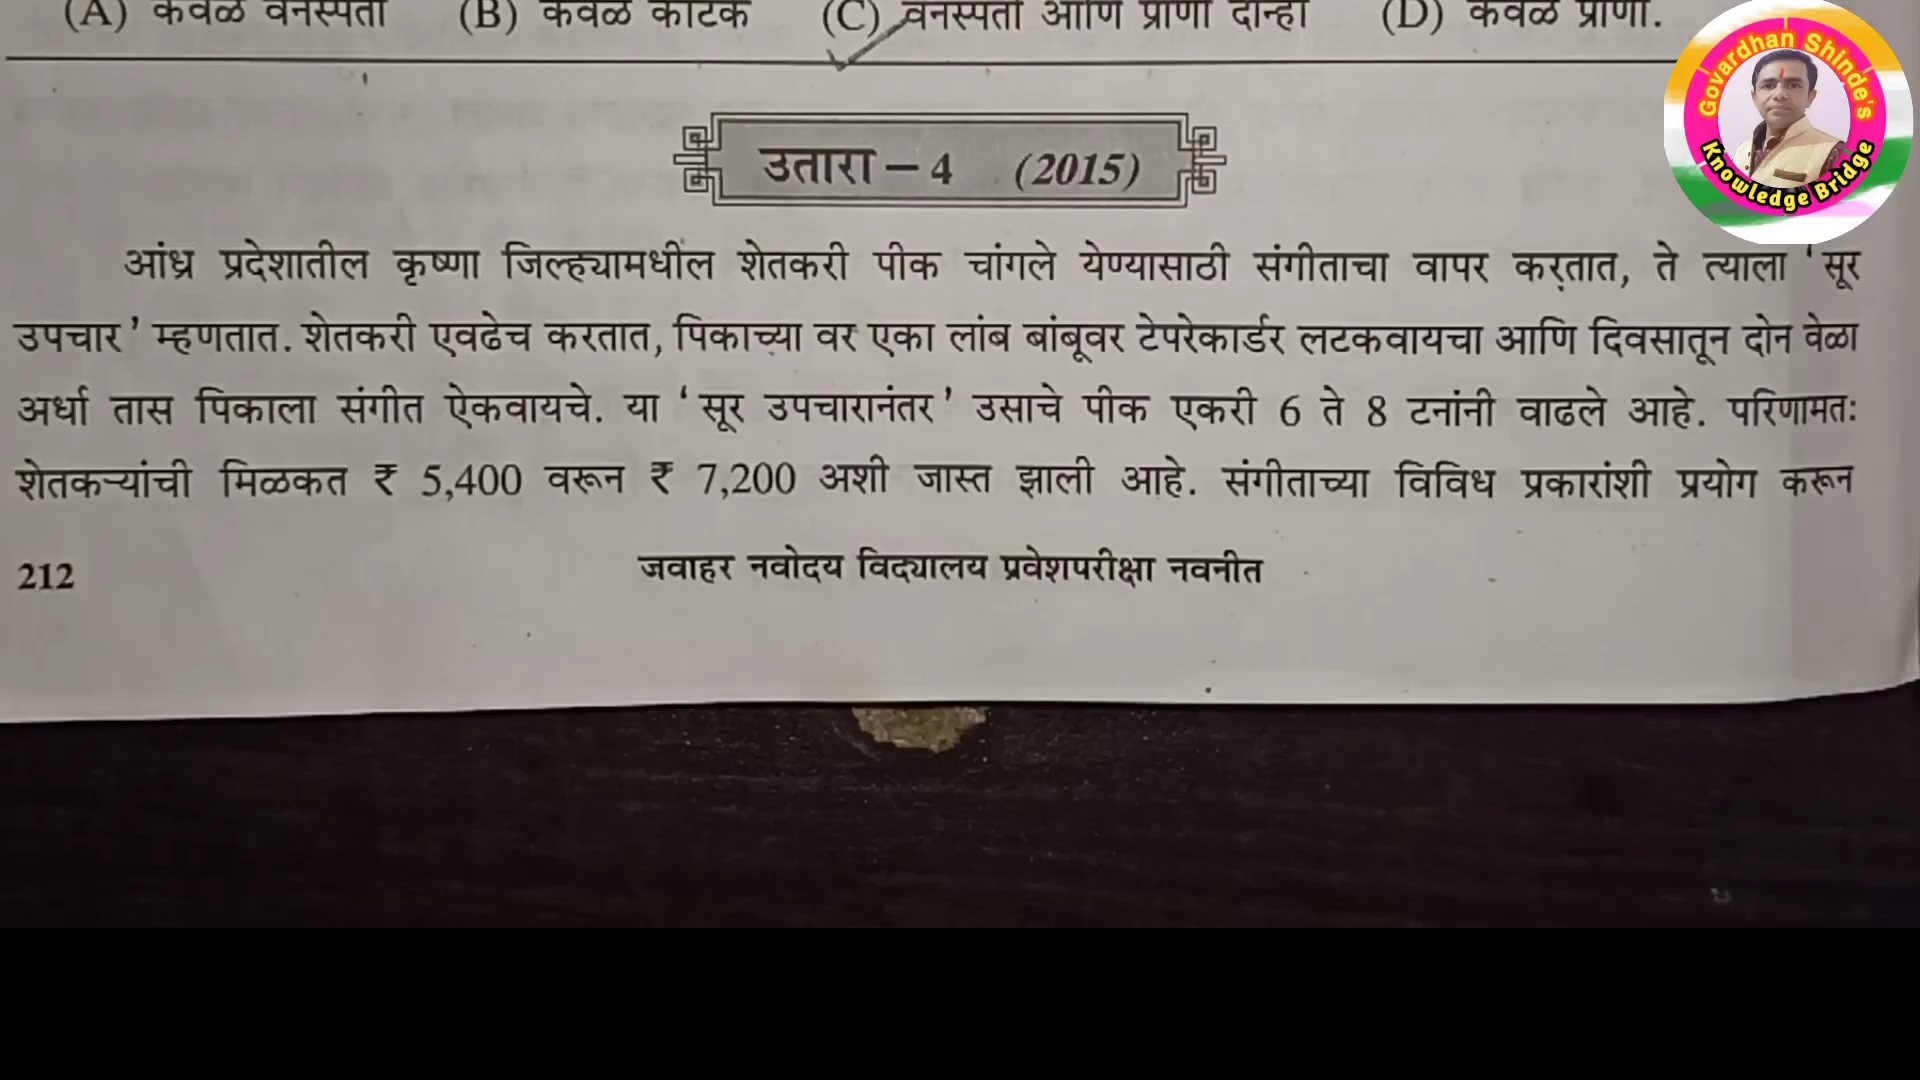 (A) केवळ वनस्पती (B) केवळ कीटक (C) वनस्पती आणि प्राणी दोन्ही (D) केवळ प्राणी.
Govardhan Shinde's
Knowledge Bridge
उतारा – 4 (2015)
आंध्र प्रदेशातील कृष्णा जिल्ह्यामधील शेतकरी पीक चांगले येण्यासाठी संगीताचा वापर करतात, ते त्याला ‘सूर
उपचार’ म्हणतात. शेतकरी एवढेच करतात, पिकाच्या वर एका लांब बांबूवर टेपरेकार्डर लटकवायचा आणि दिवसातून दोन वेळा
अर्धा तास पिकाला संगीत ऐकवायचे. या ‘सूर उपचारानंतर’ उसाचे पीक एकरी 6 ते 8 टनांनी वाढले आहे. परिणामतः
शेतकऱ्यांची मिळकत ₹ 5,400 वरून ₹ 7,200 अशी जास्त झाली आहे. संगीताच्या विविध प्रकारांशी प्रयोग करून
212 जवाहर नवोदय विद्यालय प्रवेशपरीक्षा नवनीत